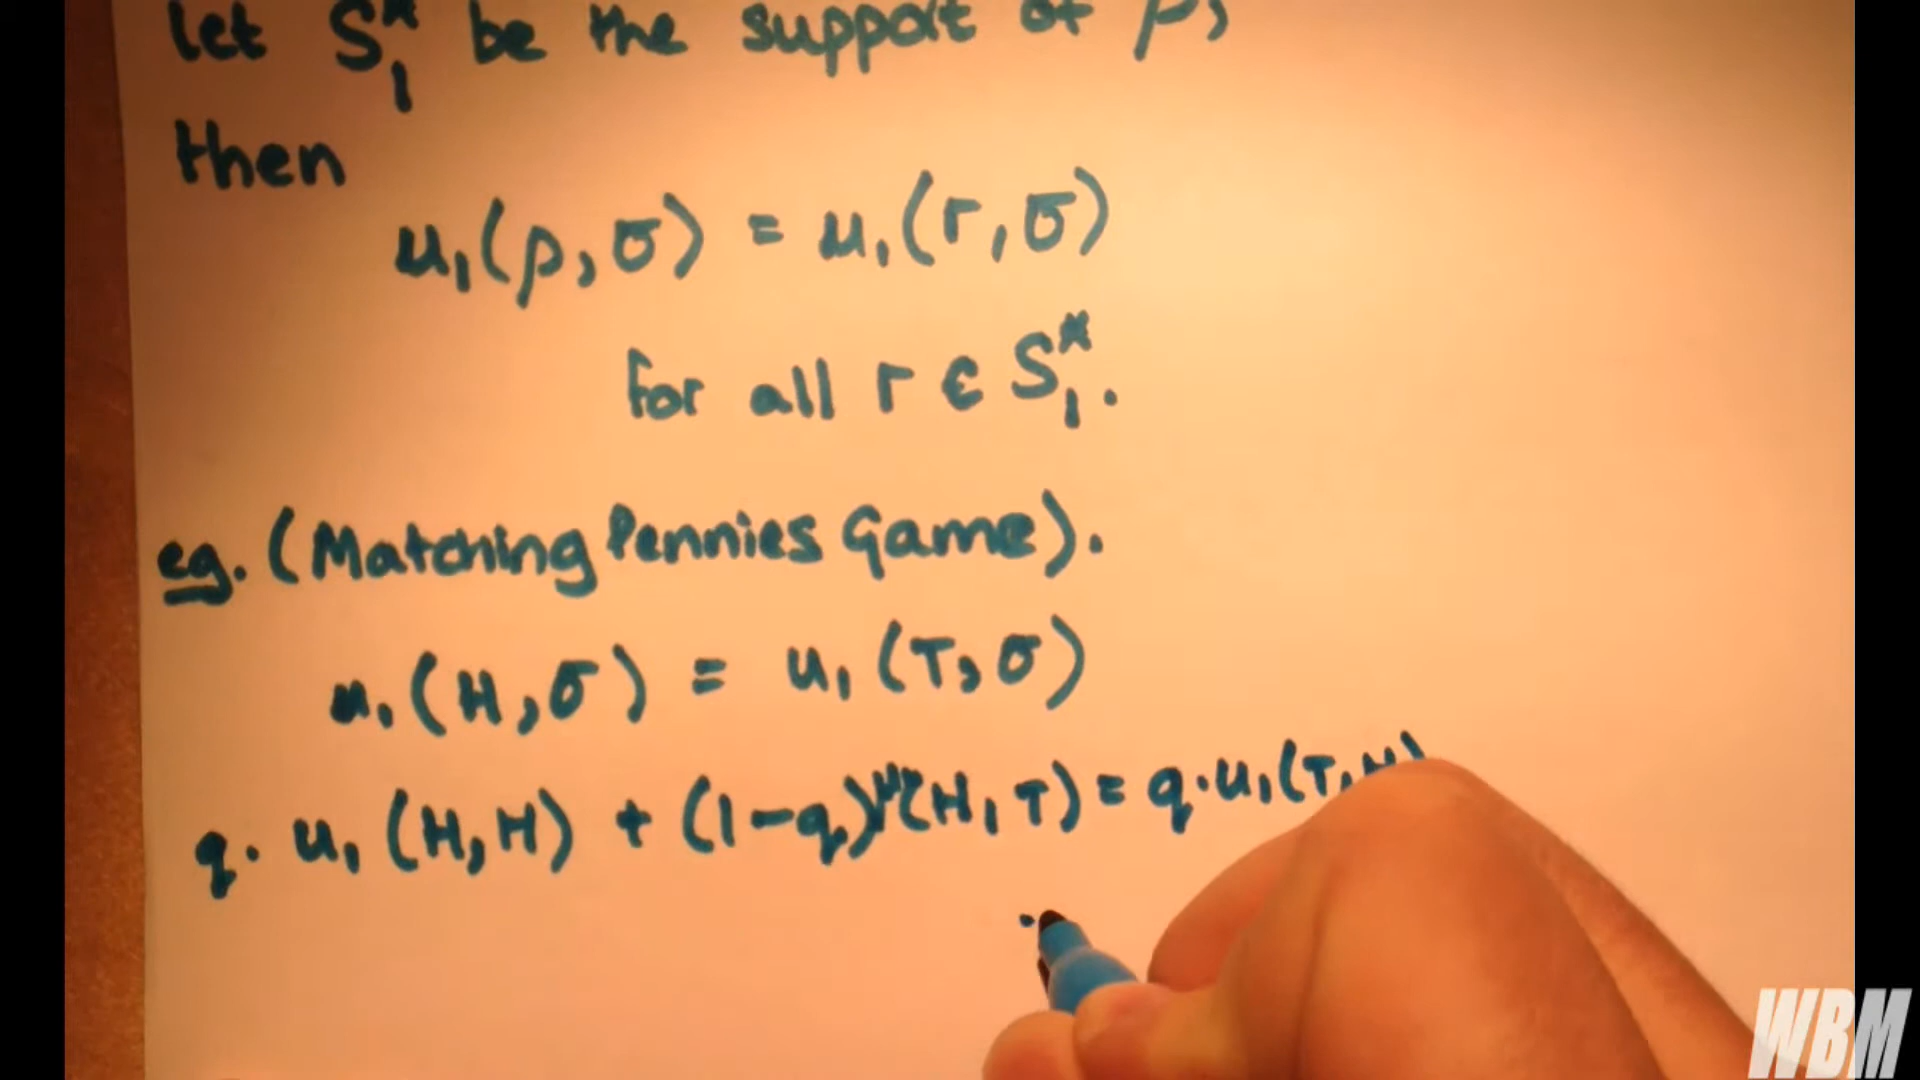 let S₁* be the support of ρ,
then
u₁(ρ,σ) = u₁(r,σ)
for all r ∈ S₁*.
eg. (Matching Pennies Game).
u₁(H,σ) = u₁(T,σ)
q. u₁(H,H) + (1-q)u₁(H,T) = q.u₁(T,H)
WBM